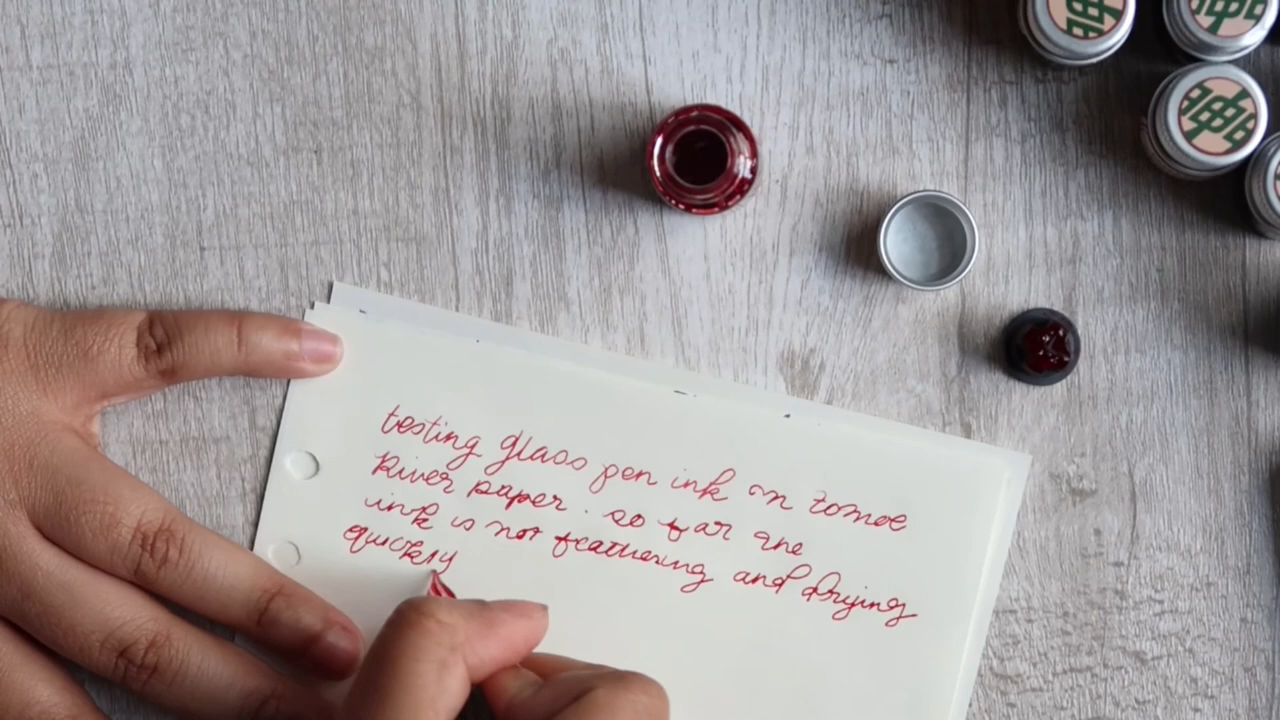 testing glass pen ink on tomoe
River paper. so far the
ink is not feathering and drying
quickly